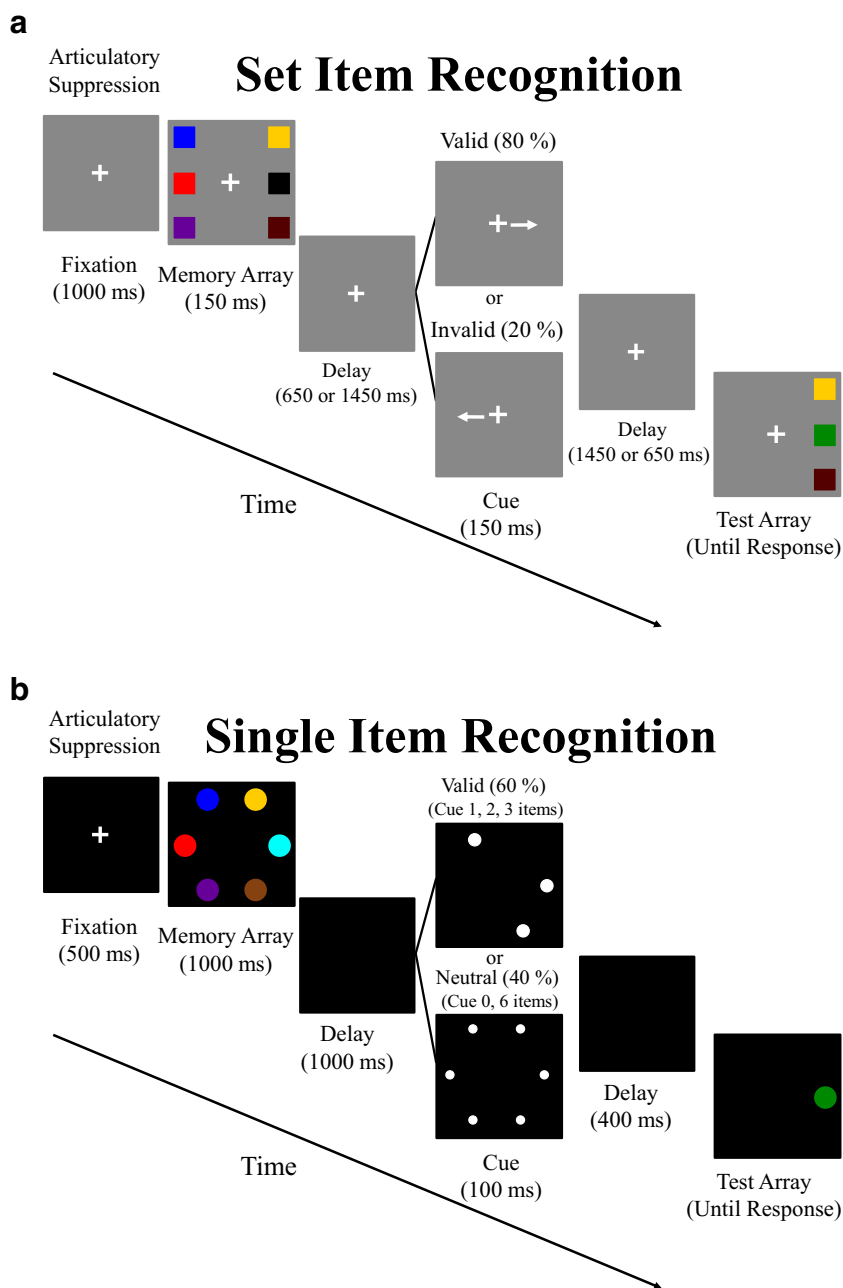 a
Articulatory
Suppression
Set Item Recognition
Fixation
(1000 ms)
Memory Array
(150 ms)
Delay
(650 or 1450 ms)
Valid (80 %)
or
Invalid (20 %)
Cue
(150 ms)
Delay
(1450 or 650 ms)
Test Array
(Until Response)
Time
b
Articulatory
Suppression
Single Item Recognition
Fixation
(500 ms)
Memory Array
(1000 ms)
Delay
(1000 ms)
Valid (60 %)
(Cue 1, 2, 3 items)
or
Neutral (40 %)
(Cue 0, 6 items)
Cue
(100 ms)
Delay
(400 ms)
Test Array
(Until Response)
Time